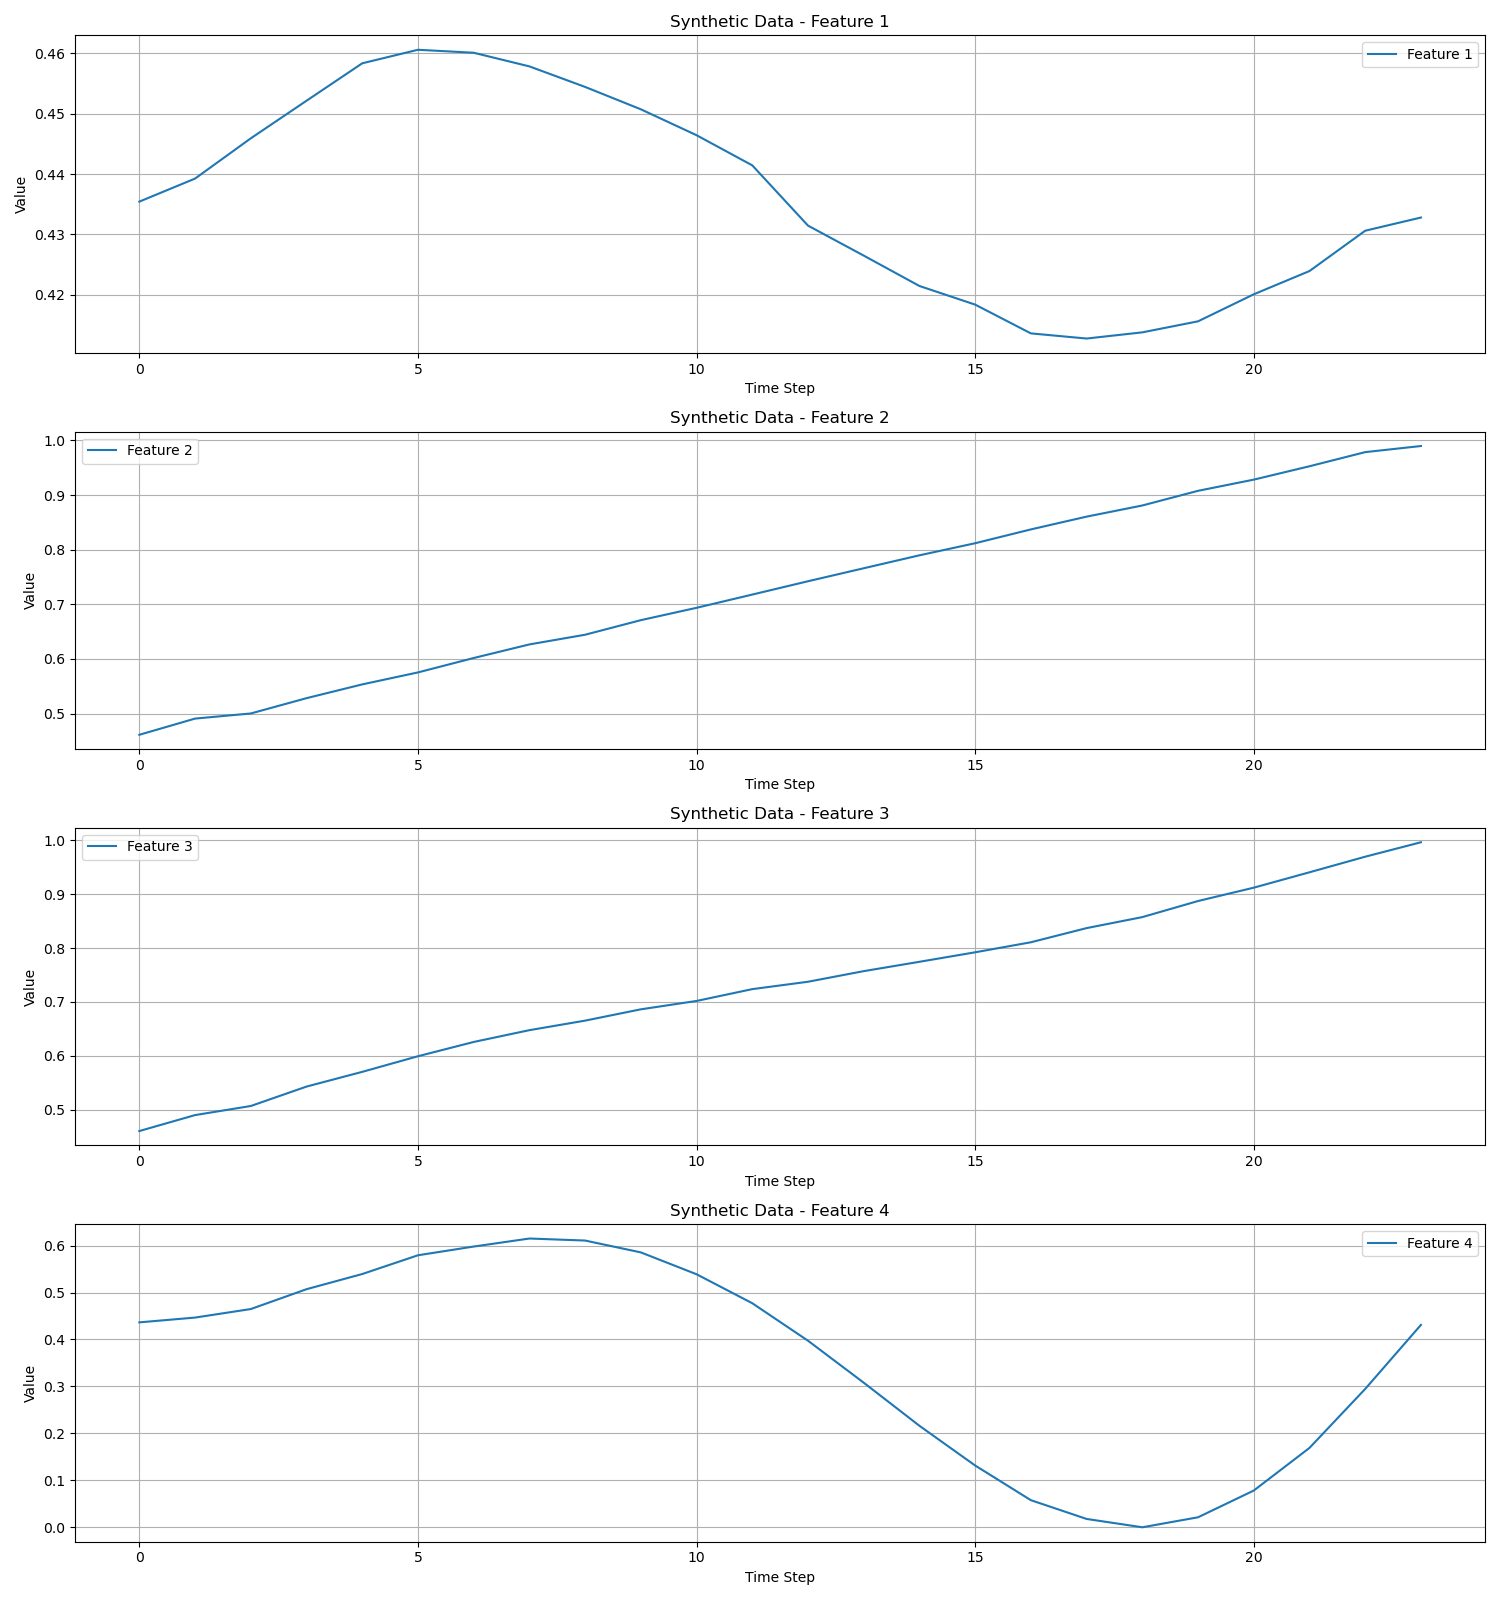 Synthetic Data - Feature 1
Feature 1
0.46
0.45
0.44
0.43
0.42
Value
0 5 10 15 20
Time Step
Synthetic Data - Feature 2
Feature 2
1.0
0.9
0.8
0.7
0.6
0.5
Value
0 5 10 15 20
Time Step
Synthetic Data - Feature 3
Feature 3
1.0
0.9
0.8
0.7
0.6
0.5
Value
0 5 10 15 20
Time Step
Synthetic Data - Feature 4
Feature 4
0.6
0.5
0.4
0.3
0.2
0.1
0.0
Value
0 5 10 15 20
Time Step